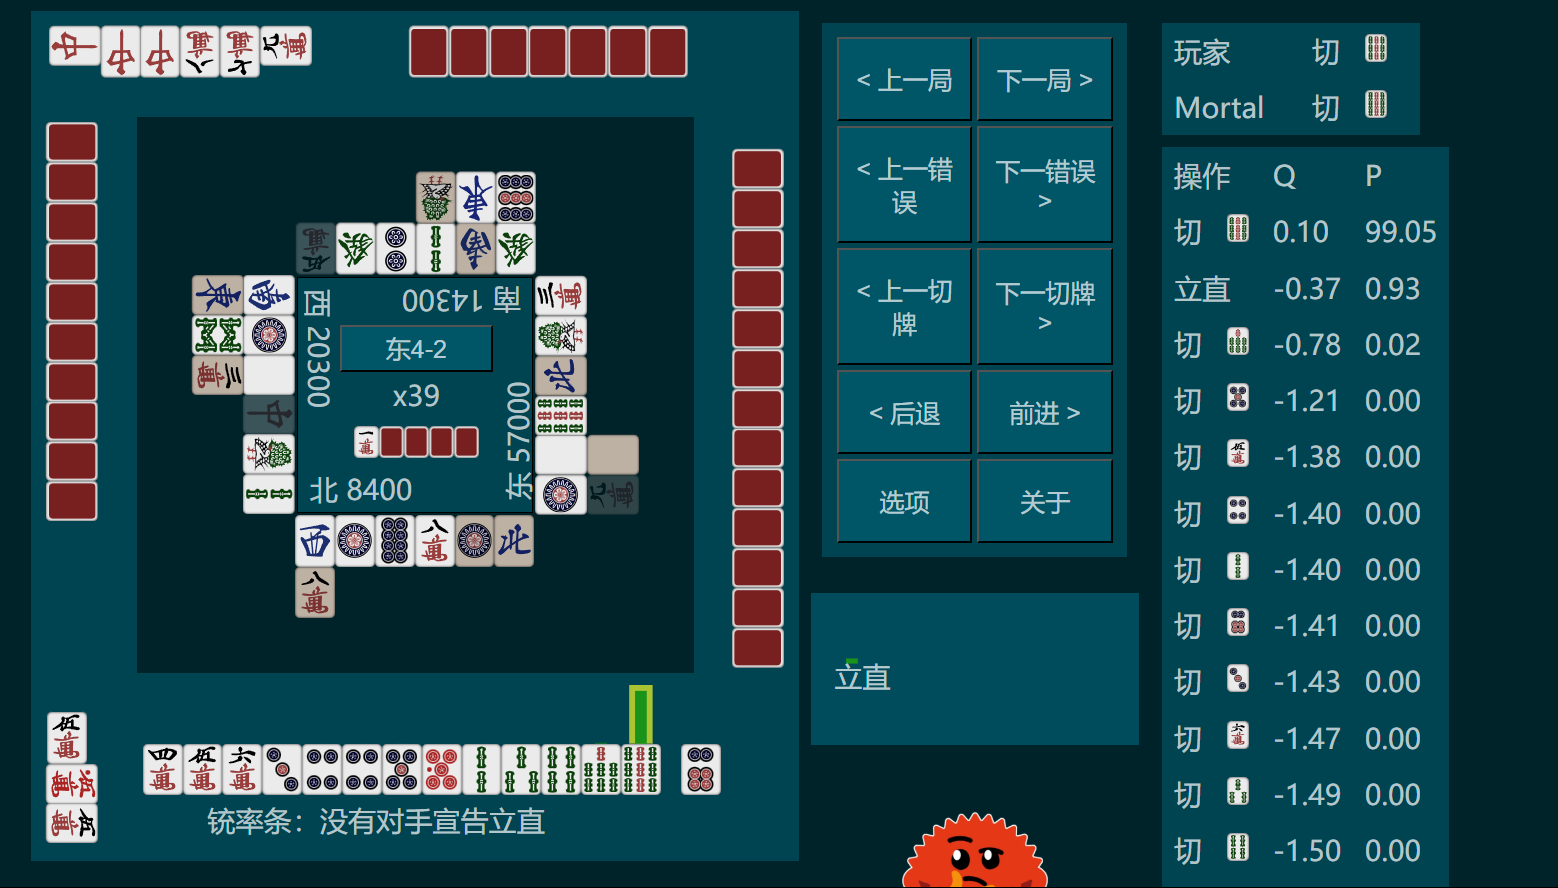 < 上一局
下一局 >
< 上一错误
下一错误 >
< 上一切牌
下一切牌 >
< 后退
前进 >
选项
关于
玩家 切
Mortal 切
操作 Q P
切 0.10 99.05
立直 -0.37 0.93
切 -0.78 0.02
切 -1.21 0.00
切 -1.38 0.00
切 -1.40 0.00
切 -1.40 0.00
切 -1.41 0.00
切 -1.43 0.00
切 -1.47 0.00
切 -1.49 0.00
切 -1.50 0.00
南 14300
西 20300
东4-2
x39
东 57000
北 8400
立直
铳率条：没有对手宣告立直